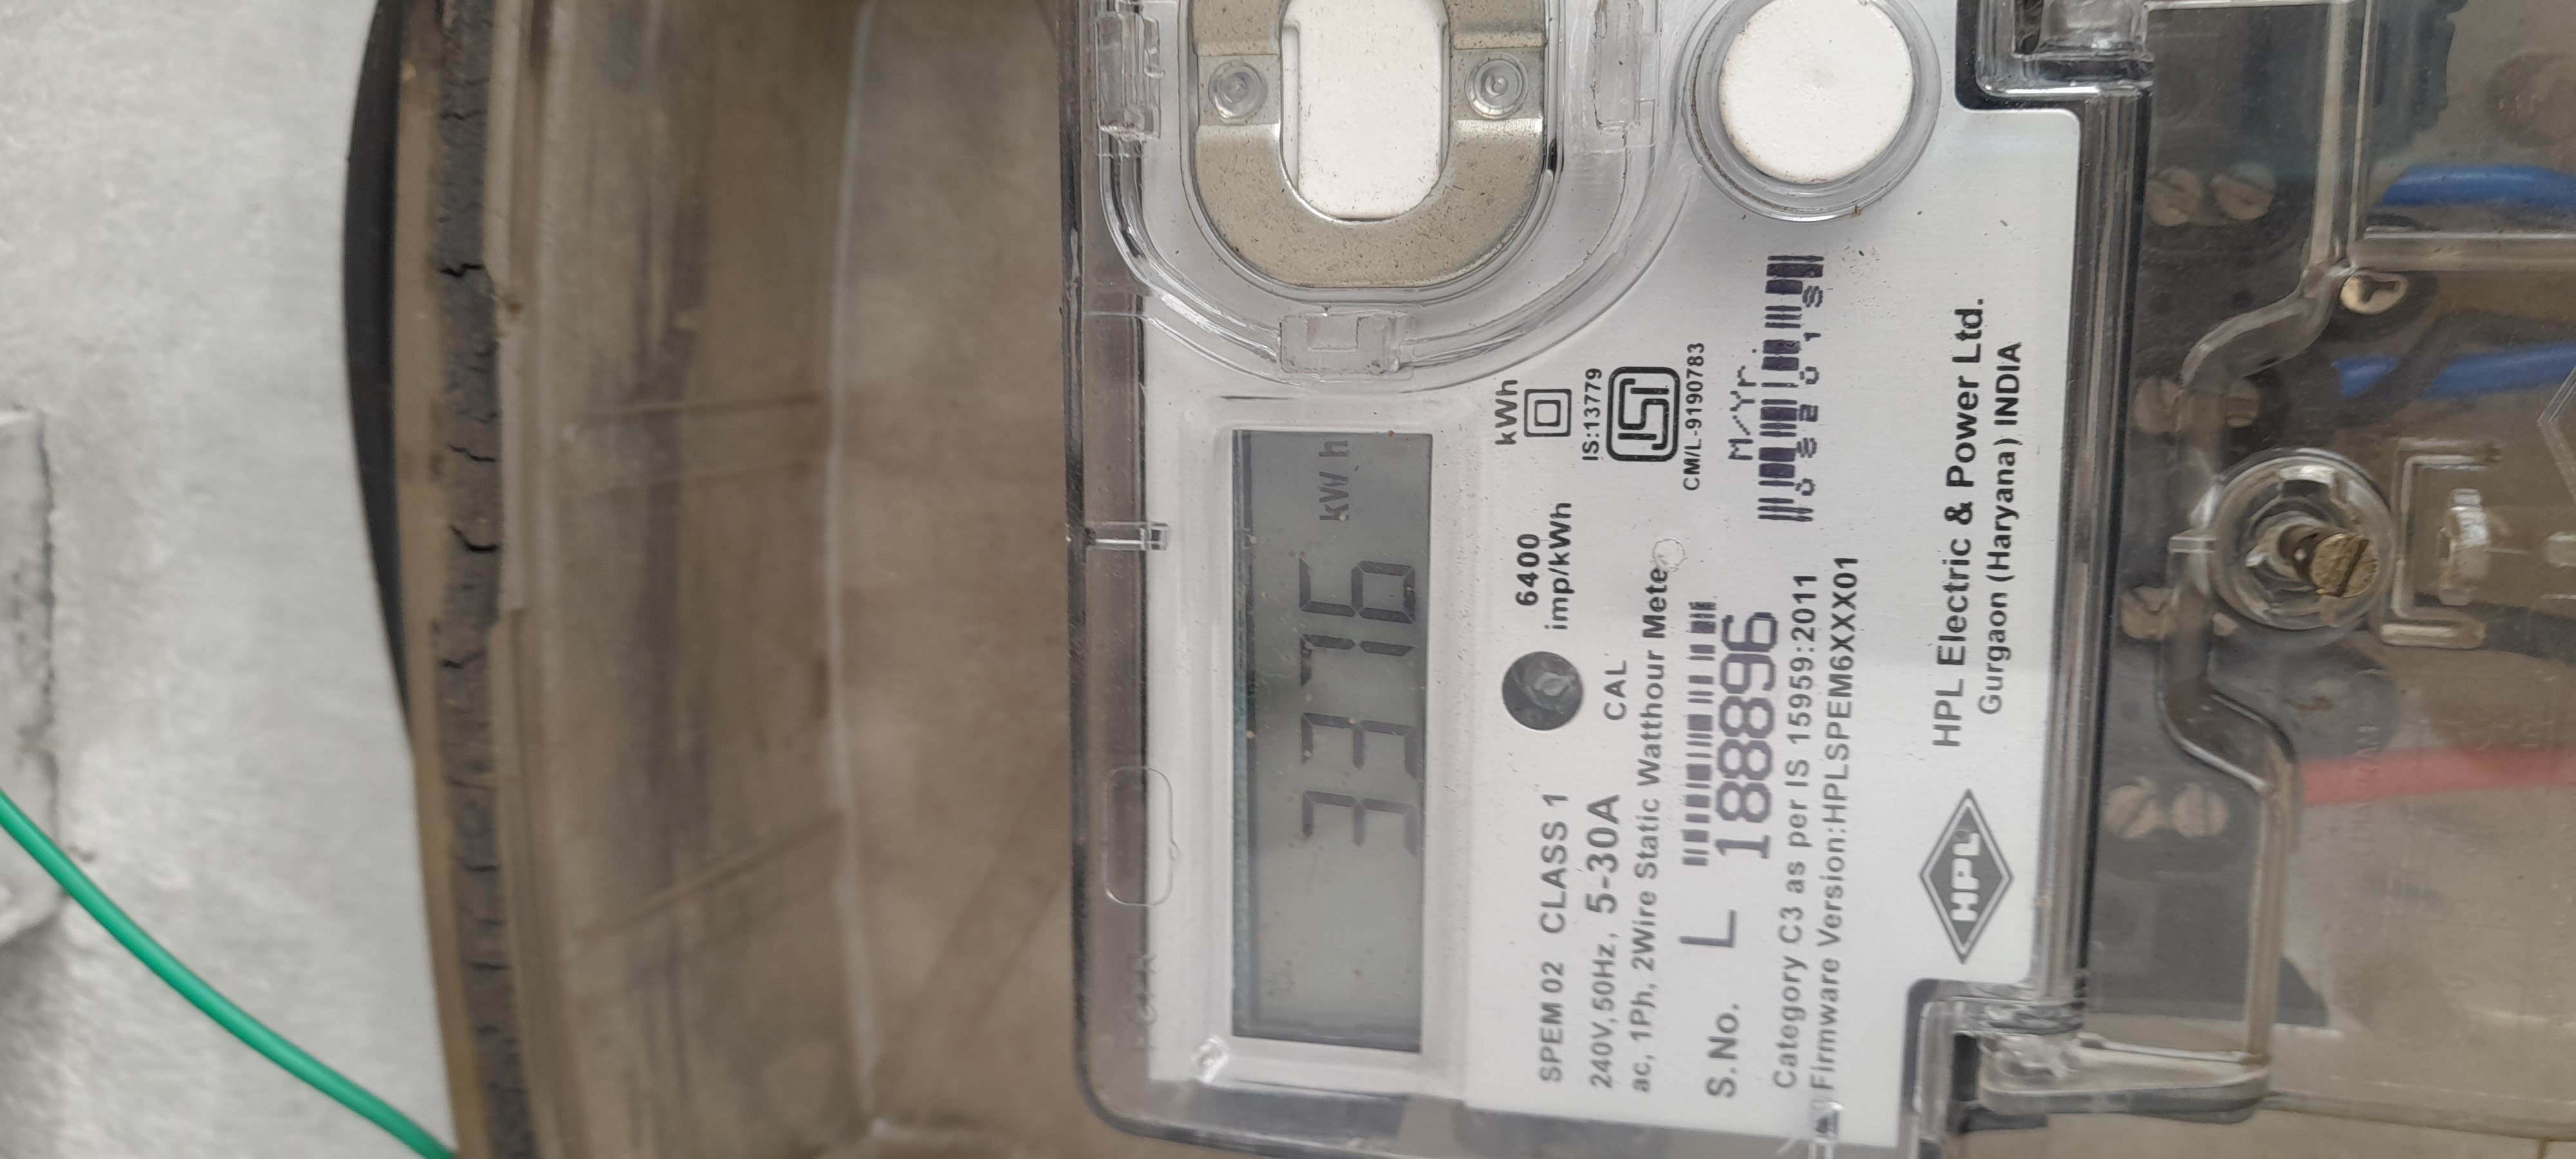 3376 kWh
6400 kWh
imp/kWh
SPEM 02 CLASS 1
IS:13779
240V, 50Hz, 5-30A CAL
ac, 1Ph, 2Wire Static Watthour Mete
CM/L-9190783
S.No. L 188896
M/Yr.
Category C3 as per IS 15959:2011
Firmware Version:HPLSPEM6XXX01
HPL
HPL Electric & Power Ltd.
Gurgaon (Haryana) INDIA